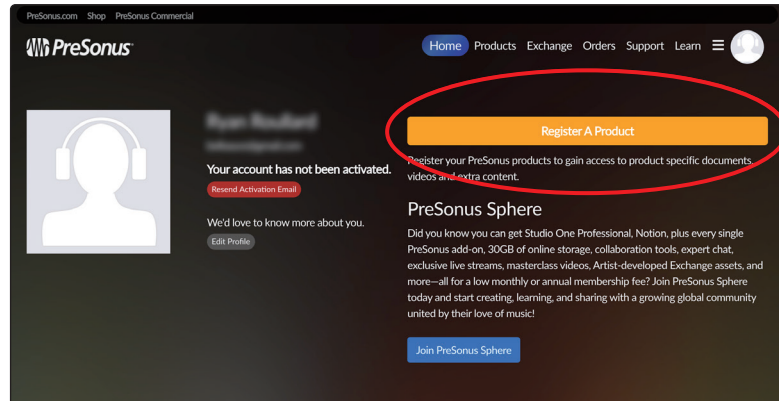 PreSonus.com Shop PreSonus Commercial
PreSonus
Home Products Exchange Orders Support Learn
Register A Product
Your account has not been activated.
Register your PreSonus products to gain access to product specific documents,
videos and extra content.
Resend Activation Email
PreSonus Sphere
We'd love to know more about you.
Edit Profile
Did you know you can get Studio One Professional, Notion, plus every single
PreSonus add-on, 30GB of online storage, collaboration tools, expert chat,
exclusive live streams, masterclass videos, Artist-developed Exchange assets, and
more—all for a low monthly or annual membership fee? Join PreSonus Sphere
today and start creating, learning, and sharing with a growing global community
united by their love of music!
Join PreSonus Sphere